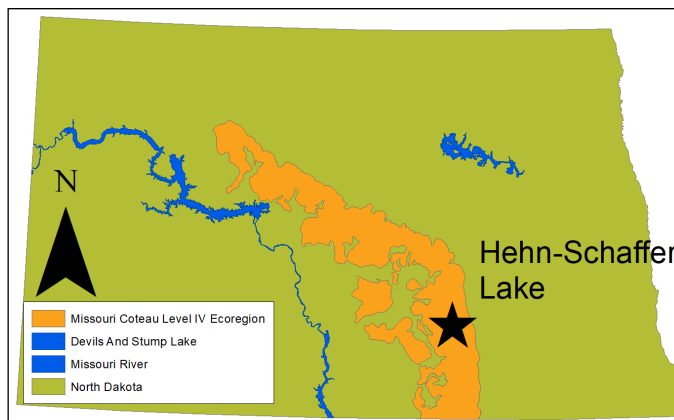 N
Hehn-Schaffer
Lake
Missouri Coteau Level IV Ecoregion
Devils And Stump Lake
Missouri River
North Dakota